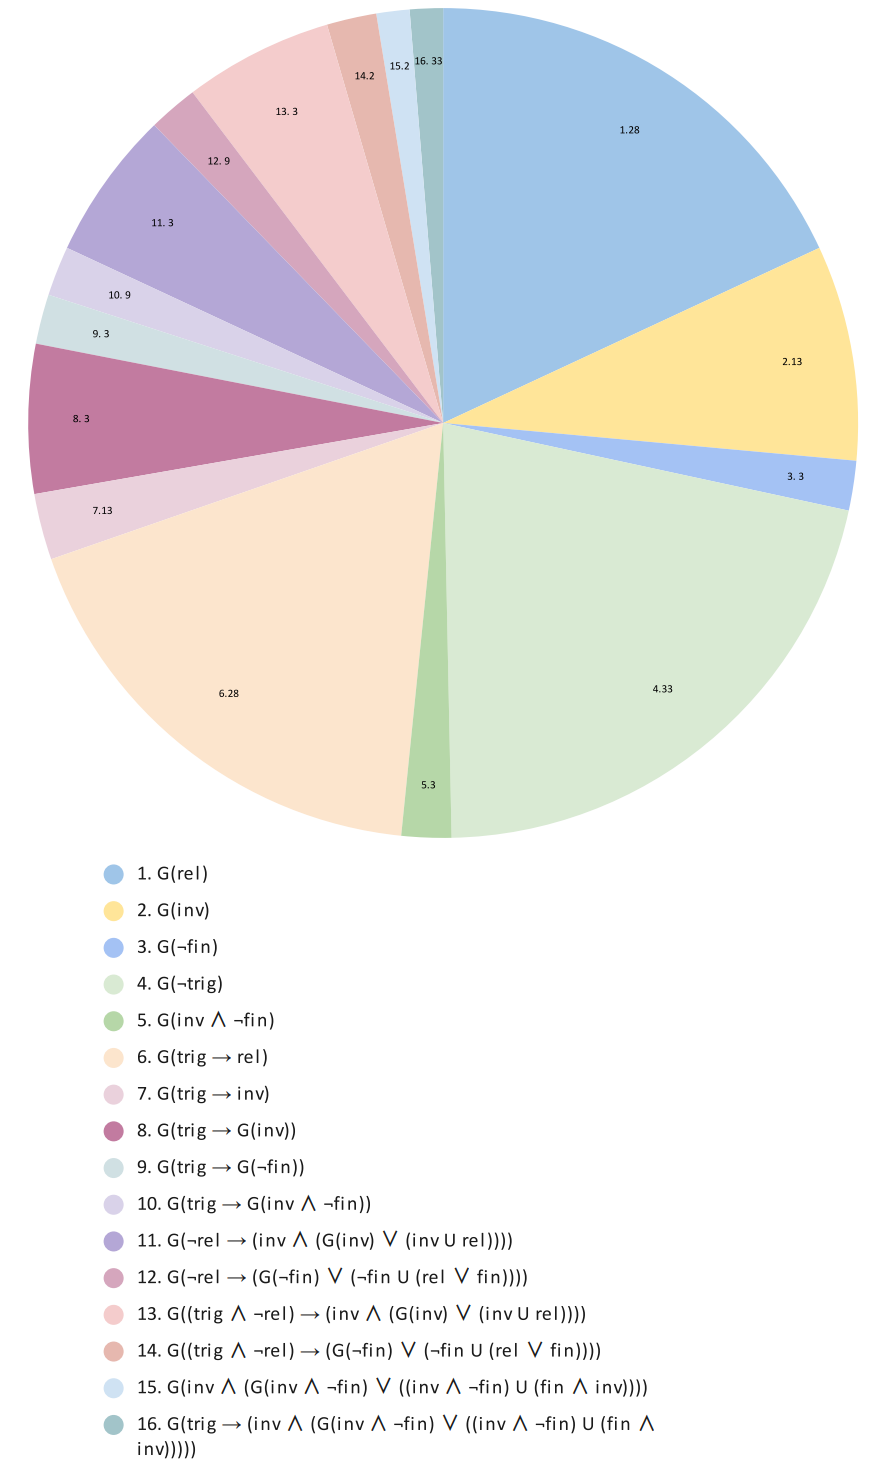 16. 33
15.2
14.2
13. 3
1.28
12. 9
11. 3
10. 9
9. 3
2.13
8. 3
3. 3
7.13
4.33
6.28
5.3
1. G(rel)
2. G(inv)
3. G(¬fin)
4. G(¬trig)
5. G(inv ∧ ¬fin)
6. G(trig → rel)
7. G(trig → inv)
8. G(trig → G(inv))
9. G(trig → G(¬fin))
10. G(trig → G(inv ∧ ¬fin))
11. G(¬rel → (inv ∧ (G(inv) ∨ (inv U rel))))
12. G(¬rel → (G(¬fin) ∨ (¬fin U (rel ∨ fin))))
13. G((trig ∧ ¬rel) → (inv ∧ (G(inv) ∨ (inv U rel))))
14. G((trig ∧ ¬rel) → (G(¬fin) ∨ (¬fin U (rel ∨ fin))))
15. G(inv ∧ (G(inv ∧ ¬fin) ∨ ((inv ∧ ¬fin) U (fin ∧ inv))))
16. G(trig → (inv ∧ (G(inv ∧ ¬fin) ∨ ((inv ∧ ¬fin) U (fin ∧
inv)))))